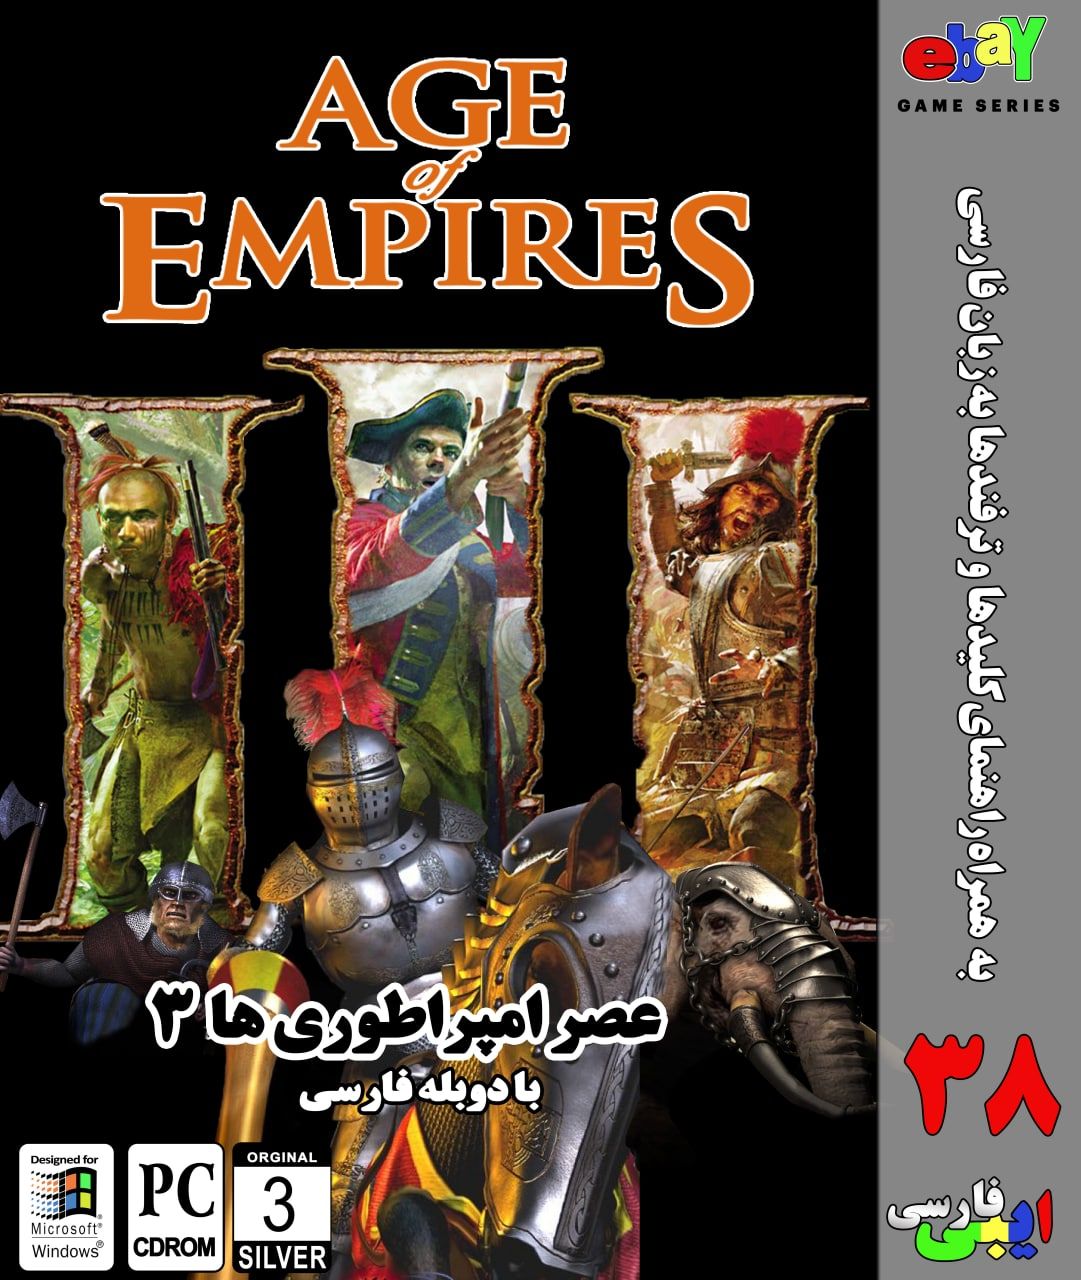 AGE
of
EMPIRES
عصر امپراطوری ها ۳
با دوبله فارسی
Designed for
Microsoft®
Windows®
PC
CDROM
ORGINAL
3
SILVER
ebay
GAME SERIES
به همراه راهنمای کلیدها و ترفندها به زبان فارسی
۳۸
ایبی
فارسی